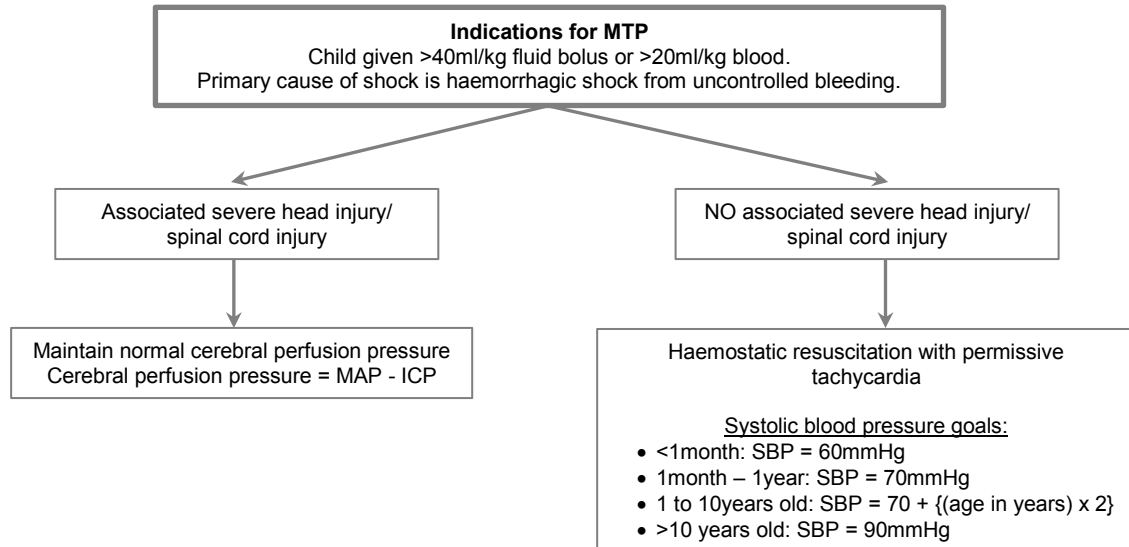 Indications for MTP
Child given >40ml/kg fluid bolus or >20ml/kg blood.
Primary cause of shock is haemorrhagic shock from uncontrolled bleeding.
Associated severe head injury/
spinal cord injury
NO associated severe head injury/
spinal cord injury
Maintain normal cerebral perfusion pressure
Cerebral perfusion pressure = MAP - ICP
Haemostatic resuscitation with permissive
tachycardia
Systolic blood pressure goals:
• <1month: SBP = 60mmHg
• 1month – 1year: SBP = 70mmHg
• 1 to 10years old: SBP = 70 + {(age in years) x 2}
• >10 years old: SBP = 90mmHg